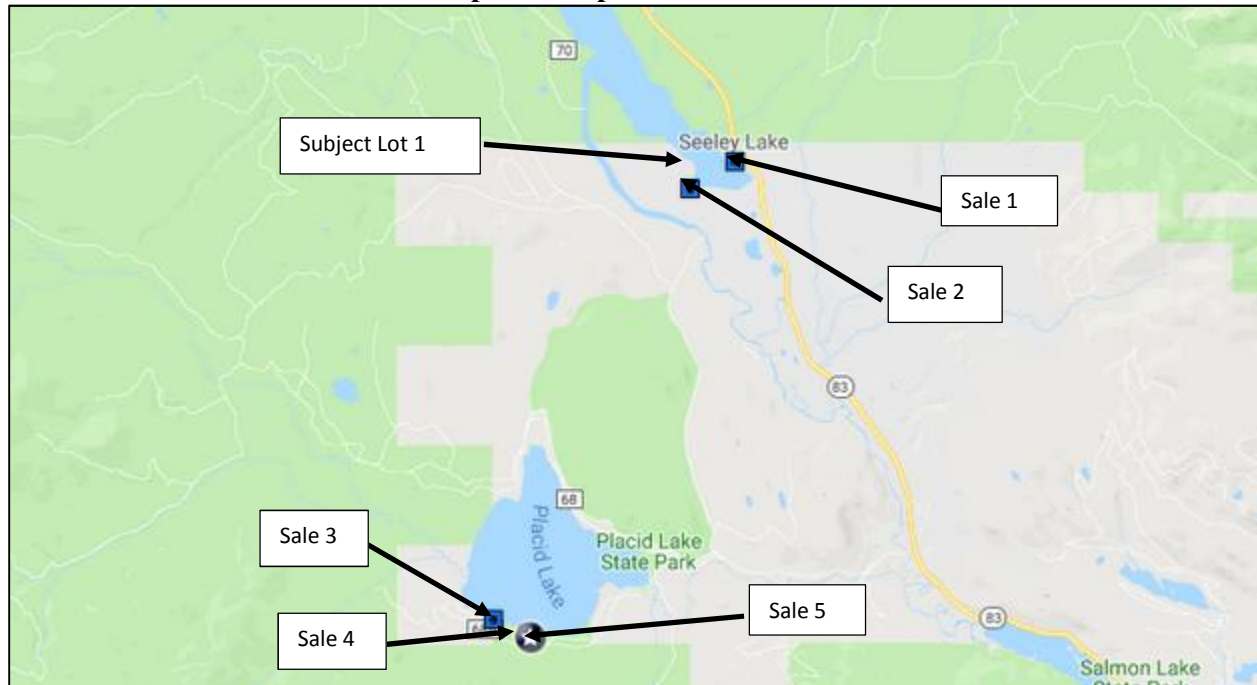 70
Subject Lot 1
Seeley Lake
Sale 1
Sale 2
83
68
Sale 3
Placid Lake
Placid Lake
State Park
Sale 5
Sale 4
83
Salmon Lake